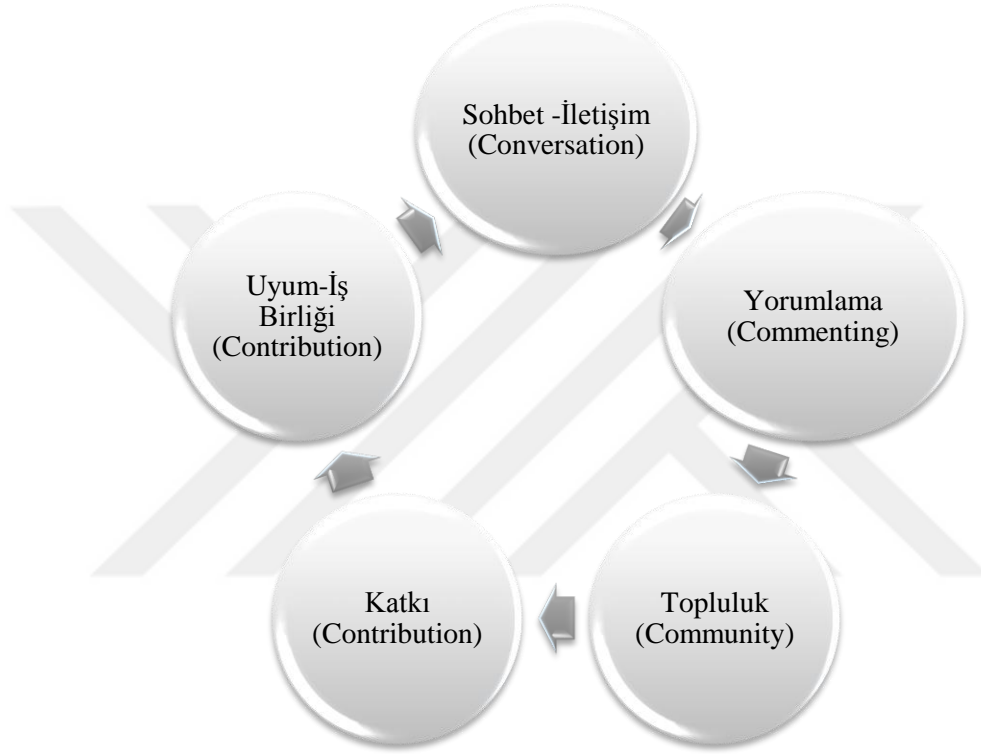 Sohbet -İletişim
(Conversation)
Yorumlama
(Commenting)
Topluluk
(Community)
Katkı
(Contribution)
Uyum-İş
Birliği
(Contribution)